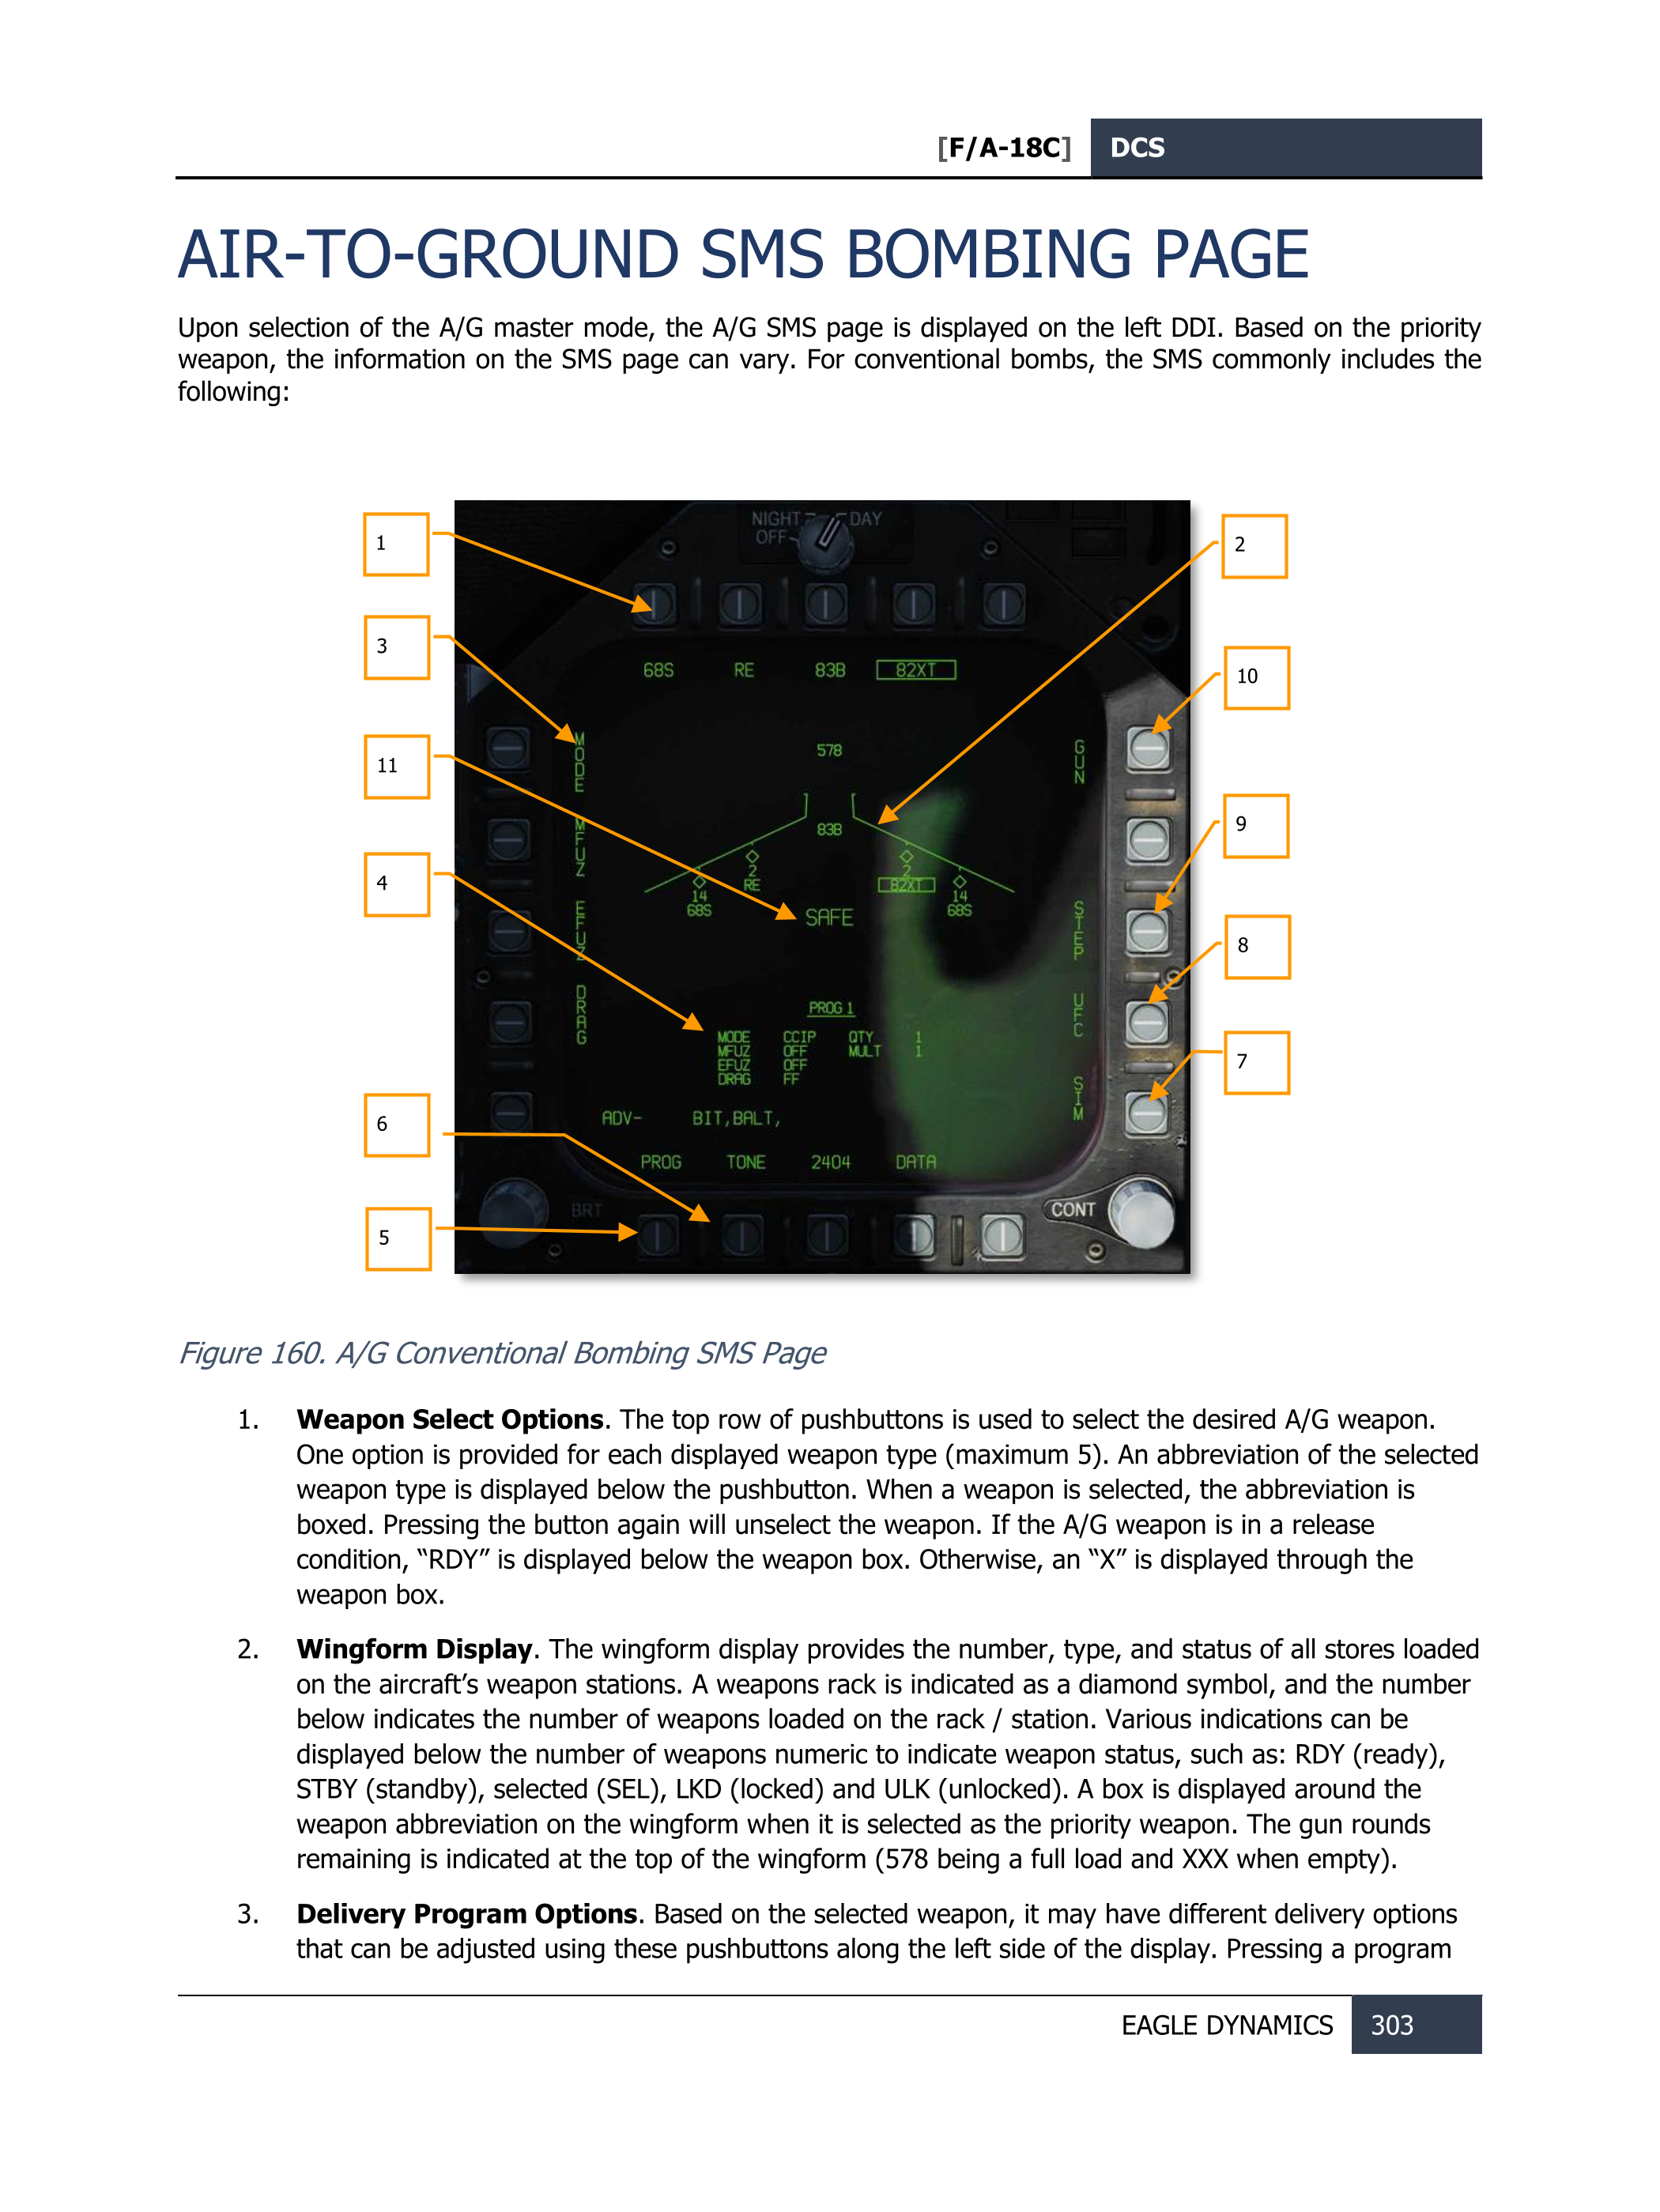 [F/A-18C] DCS
AIR-TO-GROUND SMS BOMBING PAGE
Upon selection of the A/G master mode, the A/G SMS page is displayed on the left DDI. Based on the priority
weapon, the information on the SMS page can vary. For conventional bombs, the SMS commonly includes the
following:
1
2
3
10
11
9
4
8
7
6
5
NIGHT DAY
OFF
68S RE 83B 82XT
MODE
578
GUN
MFUZ
83B
2
RE
2
82XT
14
68S
14
68S
SAFE
EFUZ
STEP
DRAG
UFC
PROG 1
MODE CCIP QTY 1
MFUZ OFF MULT 1
EFUZ OFF
DRAG FF
SIM
ADV- BIT,BALT,
PROG TONE 2404 DATA
BRT
CONT
Figure 160. A/G Conventional Bombing SMS Page
1. Weapon Select Options. The top row of pushbuttons is used to select the desired A/G weapon.
One option is provided for each displayed weapon type (maximum 5). An abbreviation of the selected
weapon type is displayed below the pushbutton. When a weapon is selected, the abbreviation is
boxed. Pressing the button again will unselect the weapon. If the A/G weapon is in a release
condition, “RDY” is displayed below the weapon box. Otherwise, an “X” is displayed through the
weapon box.
2. Wingform Display. The wingform display provides the number, type, and status of all stores loaded
on the aircraft’s weapon stations. A weapons rack is indicated as a diamond symbol, and the number
below indicates the number of weapons loaded on the rack / station. Various indications can be
displayed below the number of weapons numeric to indicate weapon status, such as: RDY (ready),
STBY (standby), selected (SEL), LKD (locked) and ULK (unlocked). A box is displayed around the
weapon abbreviation on the wingform when it is selected as the priority weapon. The gun rounds
remaining is indicated at the top of the wingform (578 being a full load and XXX when empty).
3. Delivery Program Options. Based on the selected weapon, it may have different delivery options
that can be adjusted using these pushbuttons along the left side of the display. Pressing a program
EAGLE DYNAMICS 303